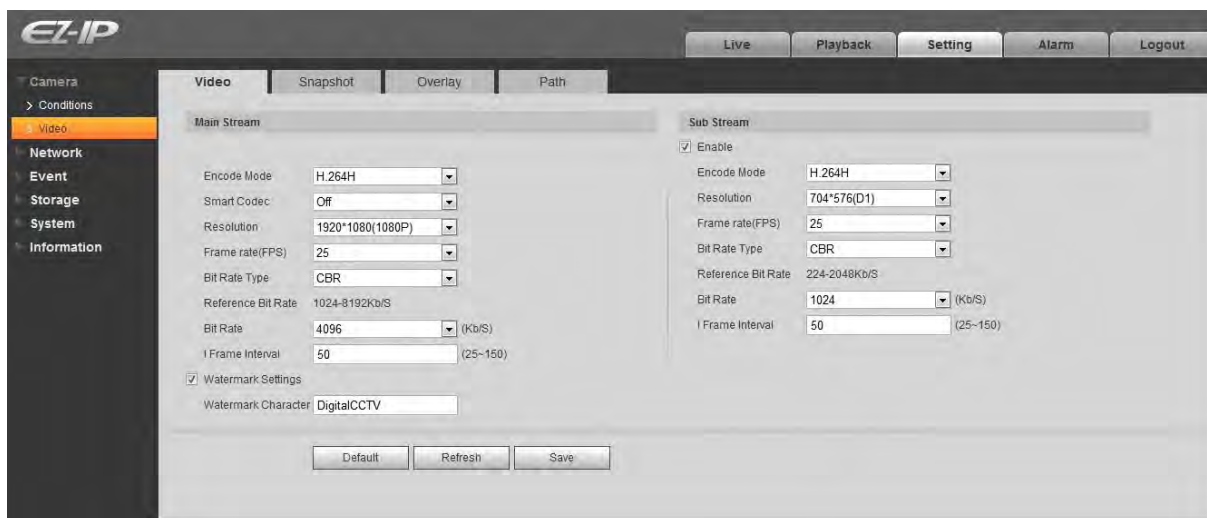 EZ-IP
Live
Playback
Setting
Alarm
Logout
Camera
> Conditions
Video
Network
Event
Storage
System
Information
Video
Snapshot
Overlay
Path
Main Stream
Encode Mode H.264H
Smart Codec Off
Resolution 1920*1080(1080P)
Frame rate(FPS) 25
Bit Rate Type CBR
Reference Bit Rate 1024-8192Kb/S
Bit Rate 4096 (Kb/S)
I Frame Interval 50 (25~150)
Watermark Settings
Watermark Character DigitalCCTV
Sub Stream
Enable
Encode Mode H.264H
Resolution 704*576(D1)
Frame rate(FPS) 25
Bit Rate Type CBR
Reference Bit Rate 224-2048Kb/S
Bit Rate 1024 (Kb/S)
I Frame Interval 50 (25~150)
Default
Refresh
Save